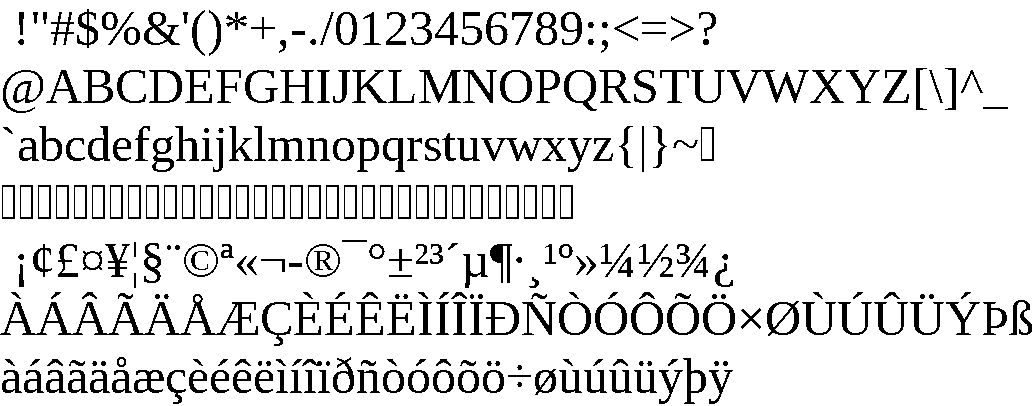 !"#$%&'()*+,-./0123456789:;<=>?
@ABCDEFGHIJKLMNOPQRSTUVWXYZ[\]^_
`abcdefghijklmnopqrstuvwxyz{|}~
¡¢£¤¥¦§¨©ª«¬-®¯°±²³´µ¶·¸¹º»¼½¾¿
ÀÁÂÃÄÅÆÇÈÉÊËÌÍÎÏÐÑÒÓÔÕÖ×ØÙÚÛÜÝÞß
àáâãäåæçèéêëìíîïðñòóôõö÷øùúûüýþÿ